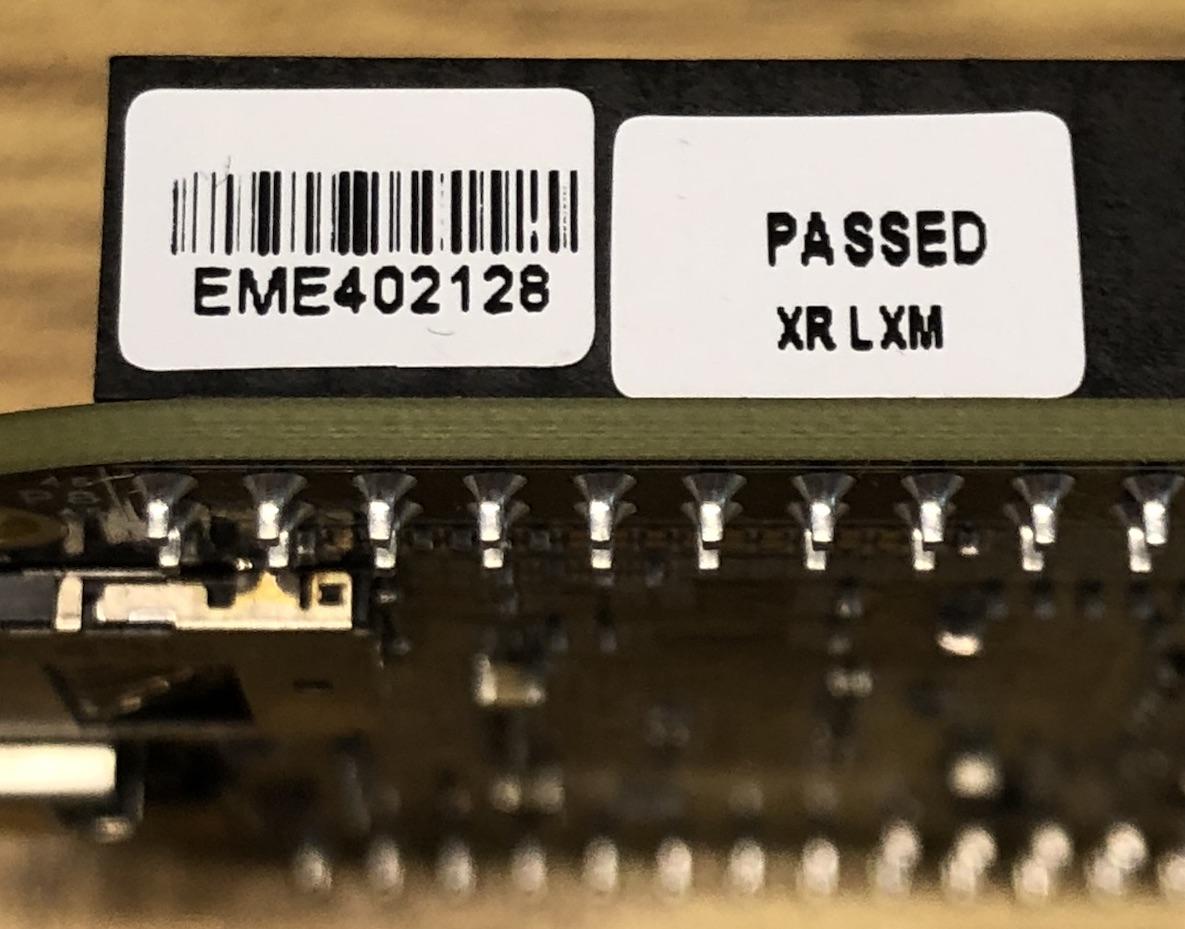 EME402128
PASSED
XR LXM